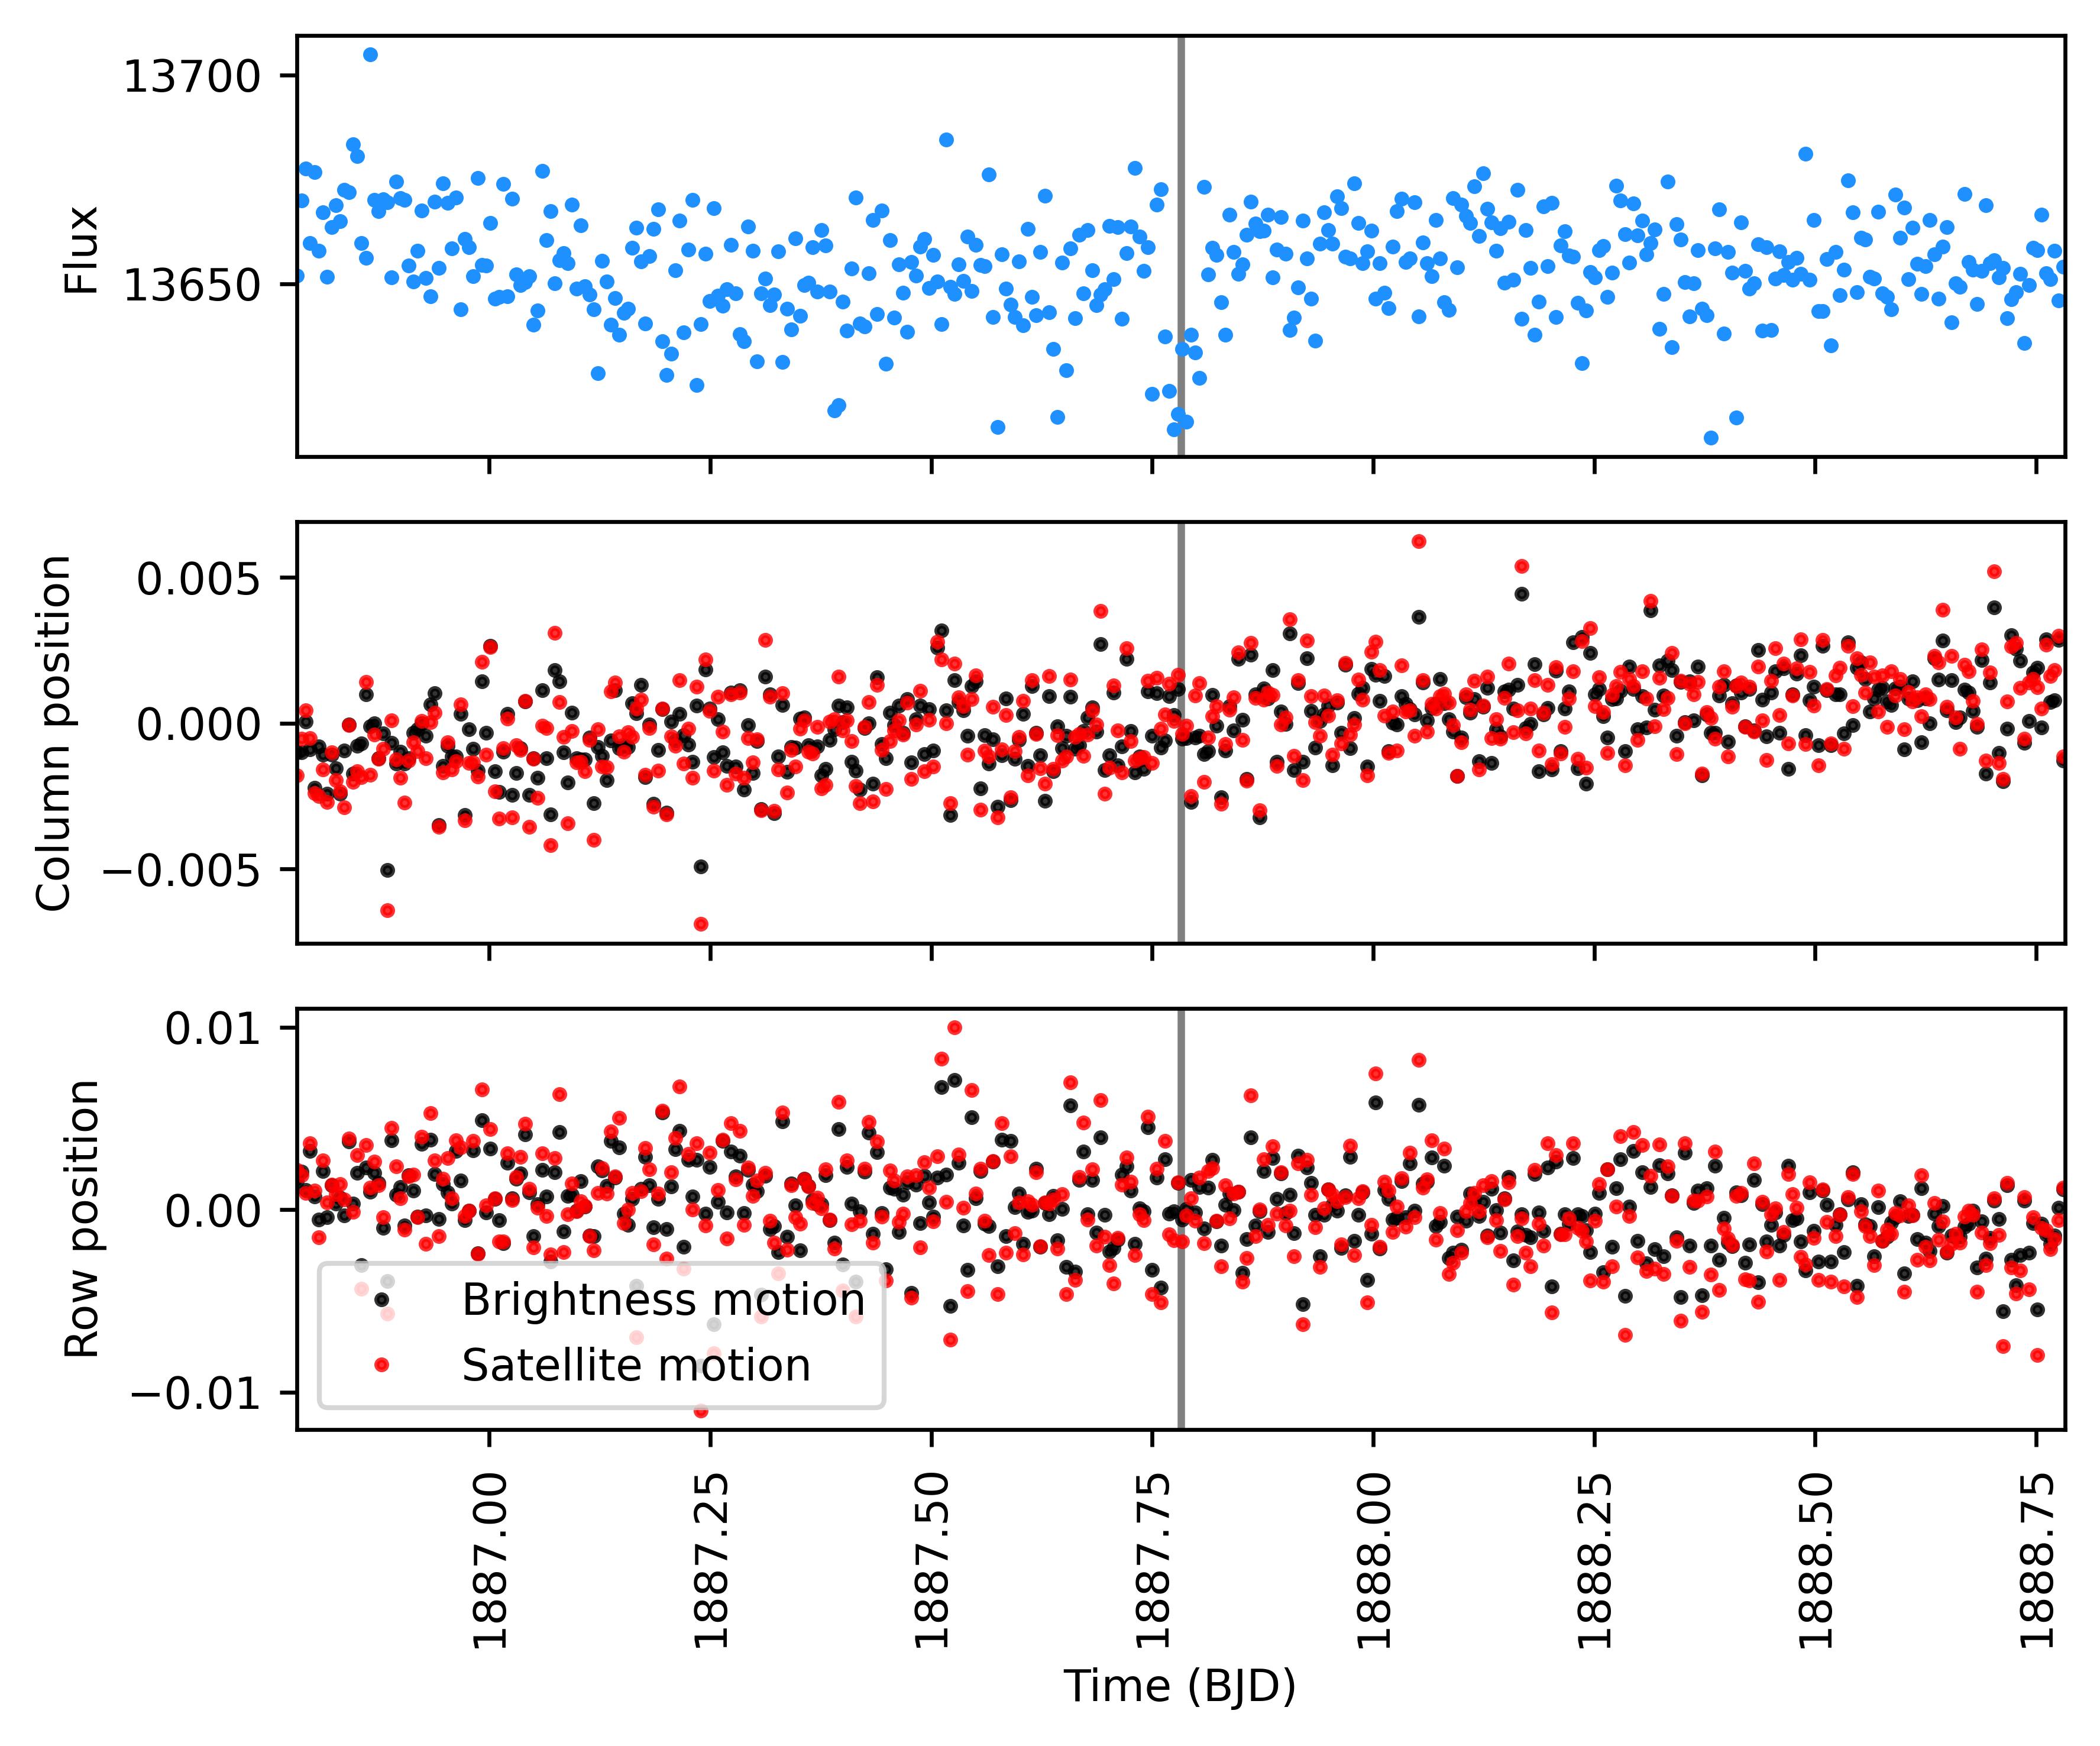 Flux
13700
13650
Column position
0.005
0.000
−0.005
Row position
0.01
0.00
−0.01
Brightness motion
Satellite motion
1887.00
1887.25
1887.50
1887.75
1888.00
1888.25
1888.50
1888.75
Time (BJD)